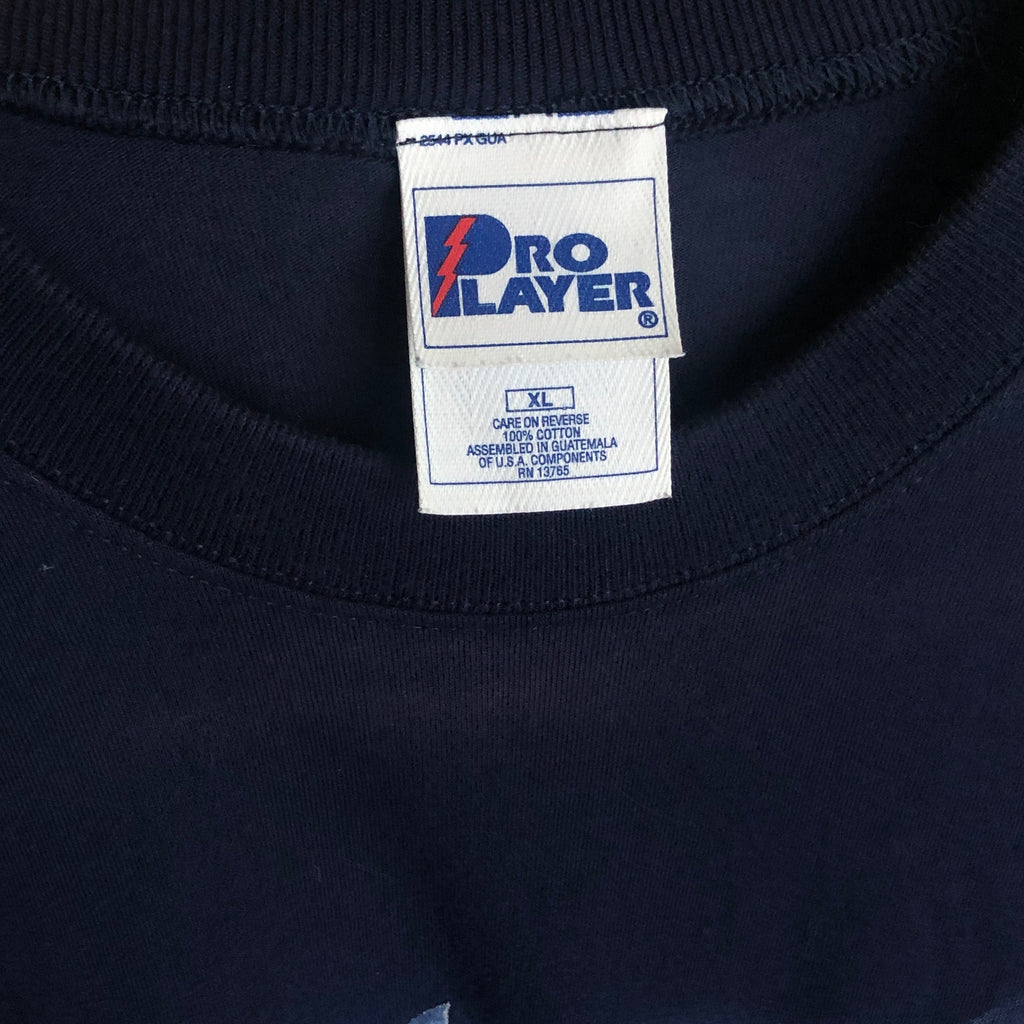 2544 PX GUA
PRO
PLAYER®
XL
CARE ON REVERSE
100% COTTON
ASSEMBLED IN GUATEMALA
OF U.S.A. COMPONENTS
RN 13765